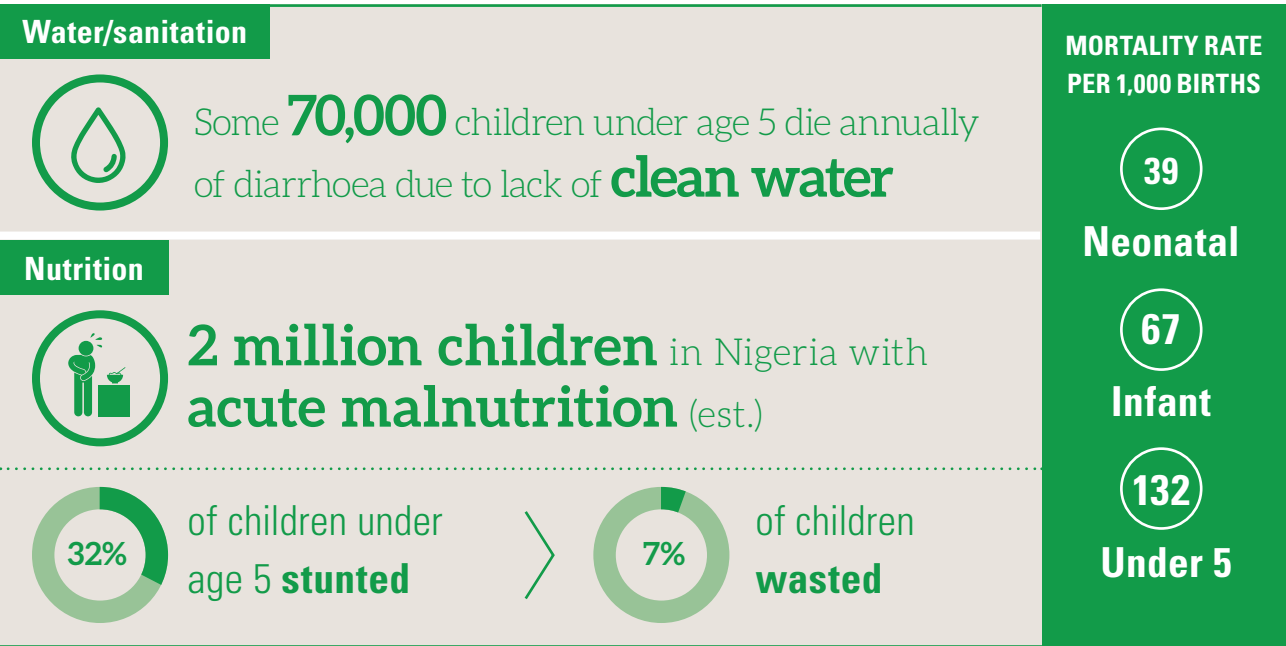 Water/sanitation
Some 70,000 children under age 5 die annually
of diarrhoea due to lack of clean water
Nutrition
2 million children in Nigeria with
acute malnutrition (est.)
32%
of children under
age 5 stunted
7%
of children
wasted
MORTALITY RATE
PER 1,000 BIRTHS
39
Neonatal
67
Infant
132
Under 5